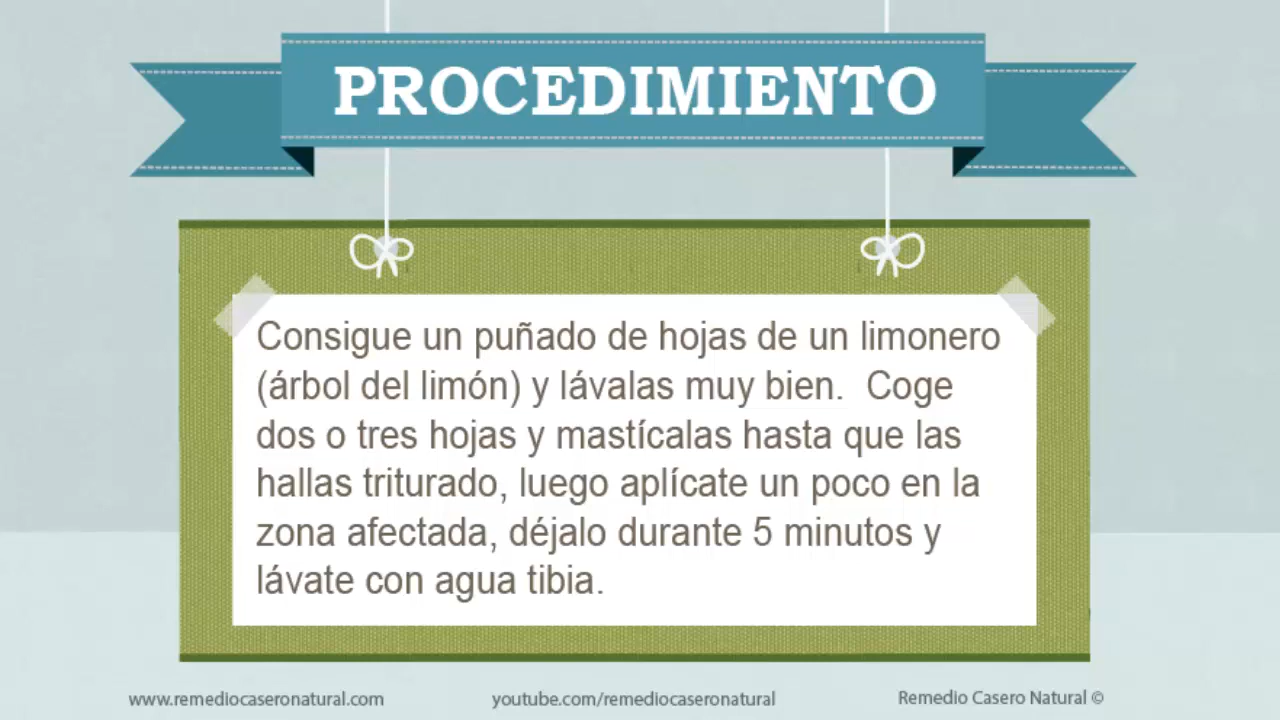 PROCEDIMIENTO
Consigue un puñado de hojas de un limonero
(árbol del limón) y lávalas muy bien.  Coge
dos o tres hojas y mastícalas hasta que las
hallas triturado, luego aplícate un poco en la
zona afectada, déjalo durante 5 minutos y
lávate con agua tibia.
www.remediocaseronatural.com
youtube.com/remediocaseronatural
Remedio Casero Natural ©